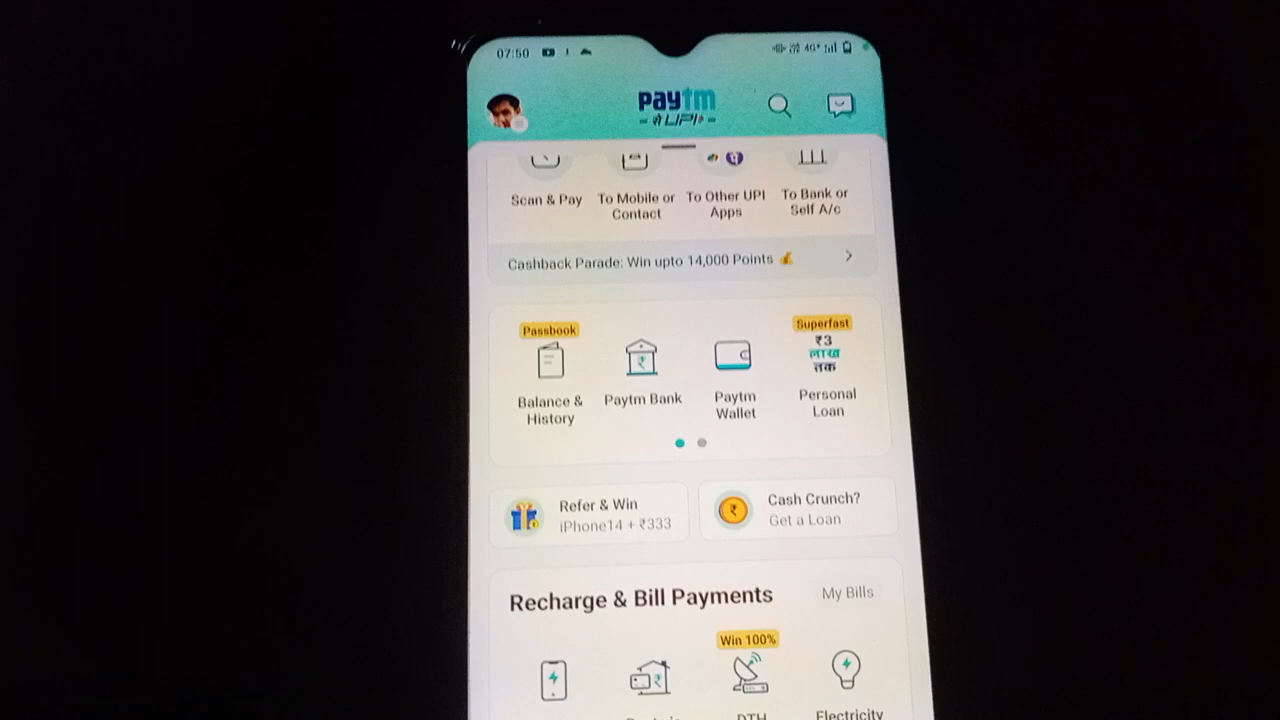 07:50
4G+
paytm
से UPI
Scan & Pay
To Mobile or
Contact
To Other UPI
Apps
To Bank or
Self A/c
Cashback Parade: Win upto 14,000 Points
Passbook
Balance &
History
Paytm Bank
Paytm
Wallet
Superfast
₹3
लाख
तक
Personal
Loan
Refer & Win
iPhone14 + ₹333
Cash Crunch?
Get a Loan
Recharge & Bill Payments
My Bills
Win 100%
DTH
Electricity